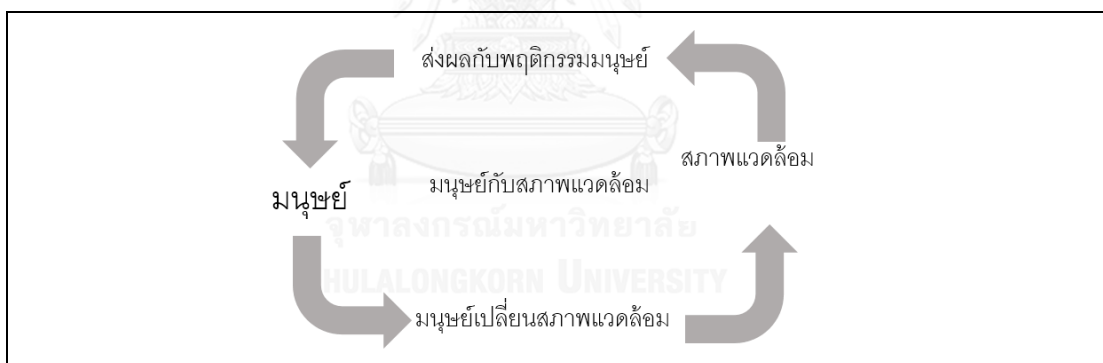 ส่งผลกับพฤติกรรมมนุษย์
สภาพแวดล้อม
มนุษย์กับสภาพแวดล้อม
มนุษย์
จุฬาลงกรณ์มหาวิทยาลัย
HULALONGKORN UNIVERSITY
มนุษย์เปลี่ยนสภาพแวดล้อม